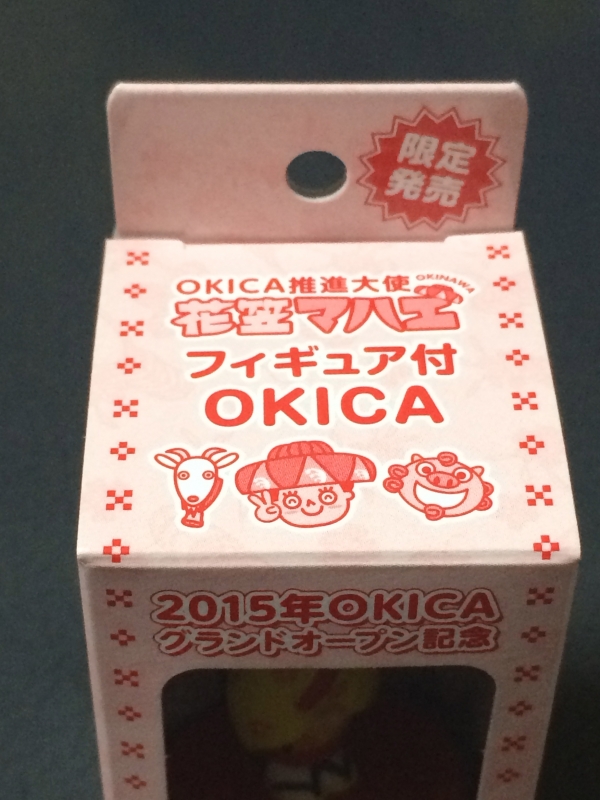 限定
発売
OKICA推進大使
OKINAWA
花笠マハエ
フィギュア付
OKICA
2015年OKICA
グランドオープン記念